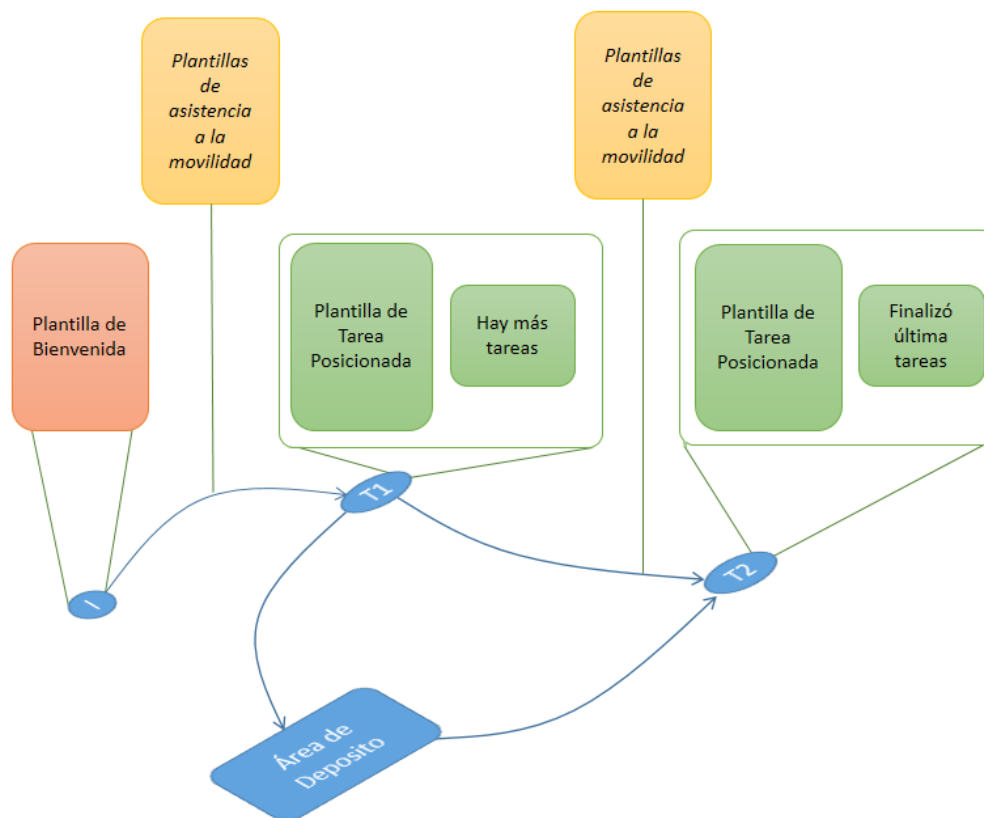 Plantillas
de
asistencia
a la
movilidad
Plantillas
de
asistencia
a la
movilidad
Plantilla de
Bienvenida
Plantilla de
Tarea
Posicionada
Hay más
tareas
Plantilla de
Tarea
Posicionada
Finalizó
última
tareas
T1
T2
I
Área de
Deposito